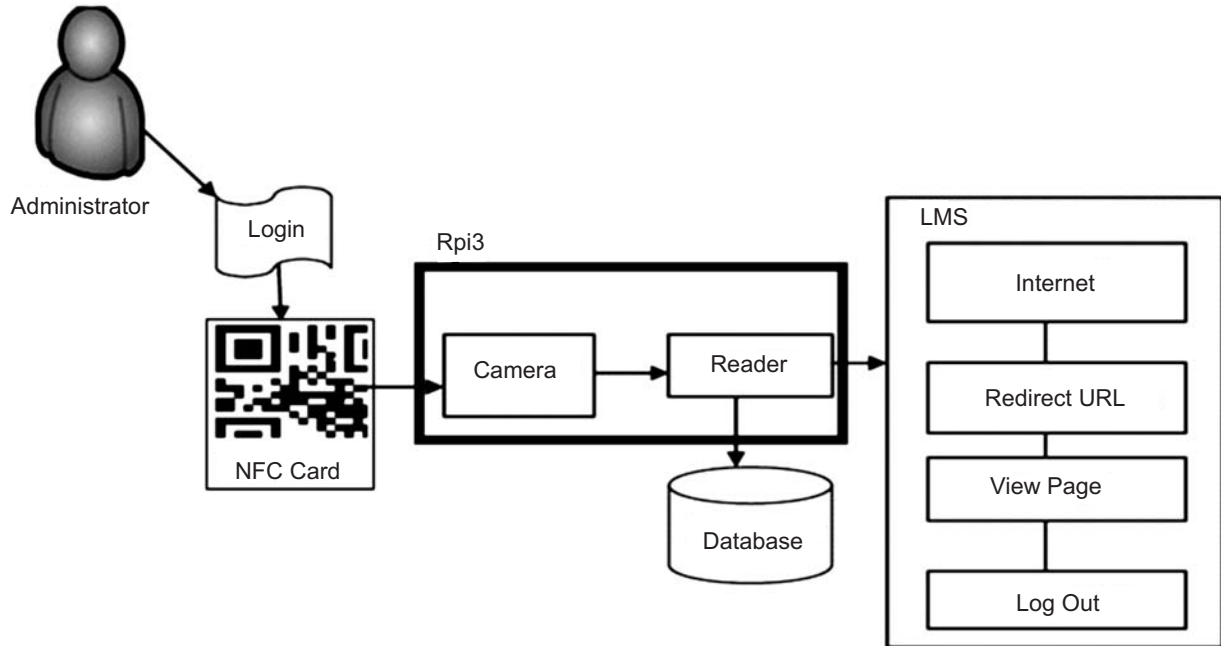 Administrator
Login
NFC Card
Rpi3
Camera
Reader
Database
LMS
Internet
Redirect URL
View Page
Log Out